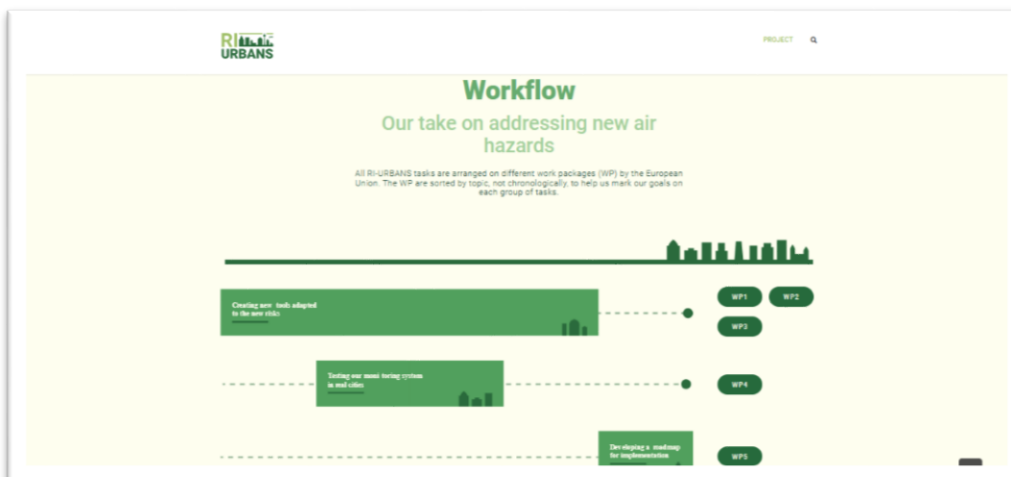 RI
URBANS
PROJECT
Workflow
Our take on addressing new air
hazards
All RI-URBANS tasks are arranged on different work packages (WP) by the European
Union. The WP are sorted by topic, not chronologically, to help us mark our goals on
each group of tasks.
Creating new tools adapted
to the new risks
WP1 WP2
WP3
Testing our moni toring system
in real cities
WP4
Developing a roadmap
for implementation
WP5